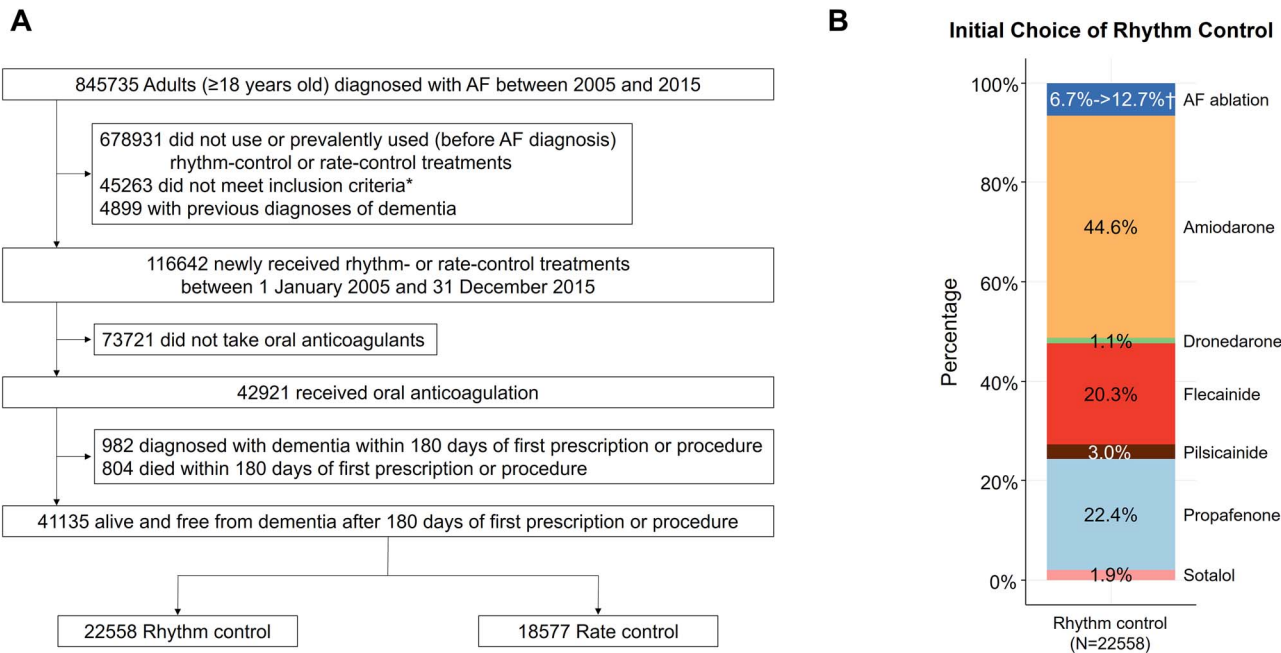 A
845735 Adults (≥18 years old) diagnosed with AF between 2005 and 2015
678931 did not use or prevalently used (before AF diagnosis)
rhythm-control or rate-control treatments
45263 did not meet inclusion criteria*
4899 with previous diagnoses of dementia
116642 newly received rhythm- or rate-control treatments
between 1 January 2005 and 31 December 2015
73721 did not take oral anticoagulants
42921 received oral anticoagulation
982 diagnosed with dementia within 180 days of first prescription or procedure
804 died within 180 days of first prescription or procedure
41135 alive and free from dementia after 180 days of first prescription or procedure
22558 Rhythm control
18577 Rate control
B
Initial Choice of Rhythm Control
Percentage
100%
80%
60%
40%
20%
0%
6.7%->12.7%† AF ablation
44.6% Amiodarone
1.1% Dronedarone
20.3% Flecainide
3.0% Pilsicainide
22.4% Propafenone
1.9% Sotalol
Rhythm control
(N=22558)